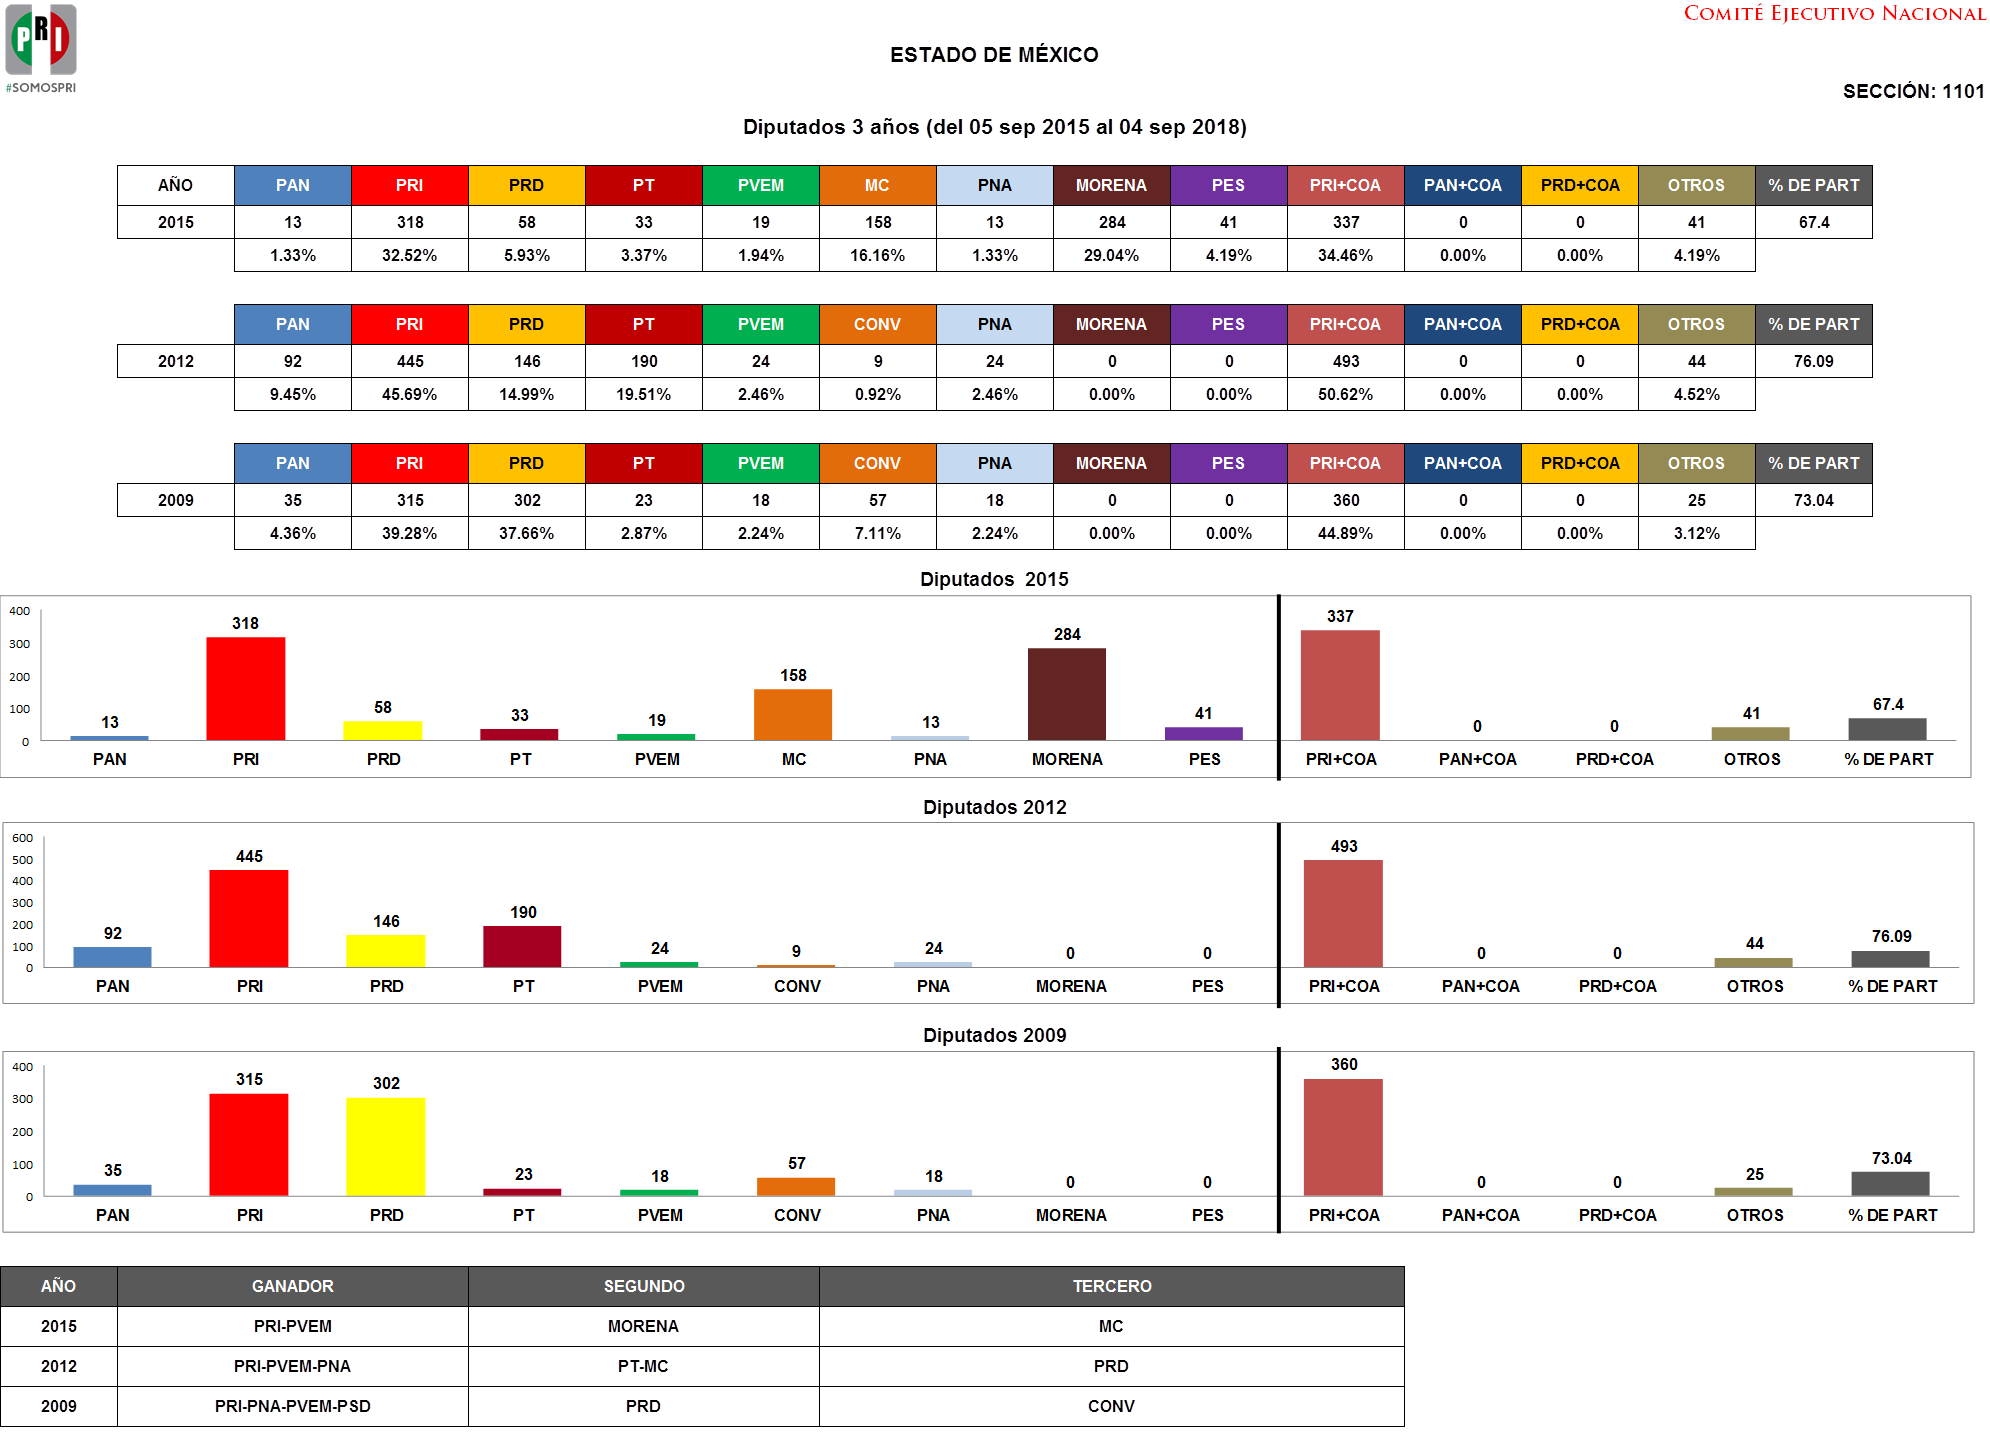 PRI
#SOMOSPRI
COMITÉ EJECUTIVO NACIONAL
ESTADO DE MÉXICO
SECCIÓN: 1101
Diputados 3 años (del 05 sep 2015 al 04 sep 2018)
AÑO PAN PRI PRD PT PVEM MC PNA MORENA PES PRI+COA PAN+COA PRD+COA OTROS % DE PART
2015 13 318 58 33 19 158 13 284 41 337 0 0 41 67.4
1.33% 32.52% 5.93% 3.37% 1.94% 16.16% 1.33% 29.04% 4.19% 34.46% 0.00% 0.00% 4.19%
PAN PRI PRD PT PVEM CONV PNA MORENA PES PRI+COA PAN+COA PRD+COA OTROS % DE PART
2012 92 445 146 190 24 9 24 0 0 493 0 0 44 76.09
9.45% 45.69% 14.99% 19.51% 2.46% 0.92% 2.46% 0.00% 0.00% 50.62% 0.00% 0.00% 4.52%
PAN PRI PRD PT PVEM CONV PNA MORENA PES PRI+COA PAN+COA PRD+COA OTROS % DE PART
2009 35 315 302 23 18 57 18 0 0 360 0 0 25 73.04
4.36% 39.28% 37.66% 2.87% 2.24% 7.11% 2.24% 0.00% 0.00% 44.89% 0.00% 0.00% 3.12%
Diputados 2015
400
300
200
100
0
13 318 58 33 19 158 13 284 41 337 0 0 41 67.4
PAN PRI PRD PT PVEM MC PNA MORENA PES PRI+COA PAN+COA PRD+COA OTROS % DE PART
Diputados 2012
600
500
400
300
200
100
0
92 445 146 190 24 9 24 0 0 493 0 0 44 76.09
PAN PRI PRD PT PVEM CONV PNA MORENA PES PRI+COA PAN+COA PRD+COA OTROS % DE PART
Diputados 2009
400
300
200
100
0
35 315 302 23 18 57 18 0 0 360 0 0 25 73.04
PAN PRI PRD PT PVEM CONV PNA MORENA PES PRI+COA PAN+COA PRD+COA OTROS % DE PART
AÑO GANADOR SEGUNDO TERCERO
2015 PRI-PVEM MORENA MC
2012 PRI-PVEM-PNA PT-MC PRD
2009 PRI-PNA-PVEM-PSD PRD CONV